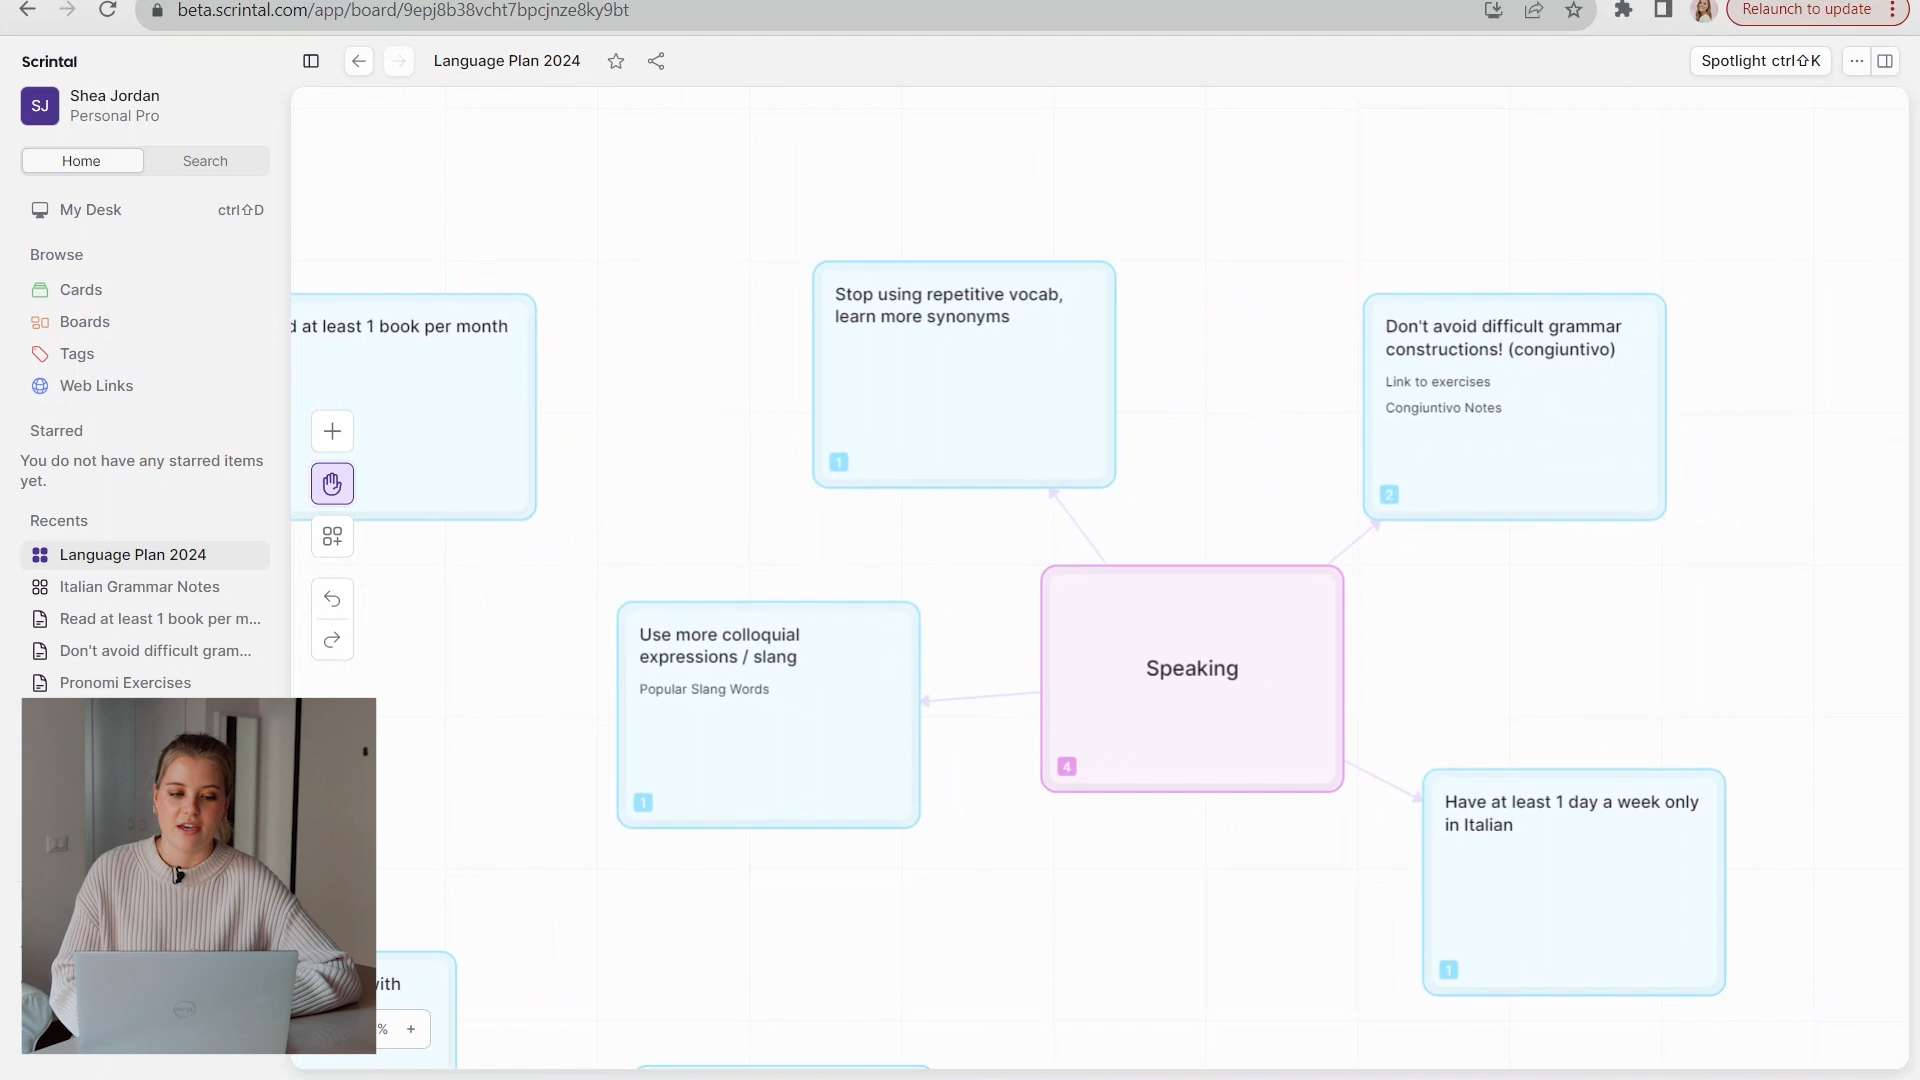 beta.scrintal.com/app/board/9epj8b38vcht7bpcjnze8ky9bt
Relaunch to update
Scrintal
SJ
Shea Jordan
Personal Pro
Home
Search
My Desk
ctrl⇧D
Browse
Cards
Boards
Tags
Web Links
Starred
You do not have any starred items
yet.
Recents
Language Plan 2024
Italian Grammar Notes
Read at least 1 book per m...
Don't avoid difficult gram...
Pronomi Exercises
Language Plan 2024
Spotlight ctrl⇧K
d at least 1 book per month
Stop using repetitive vocab,
learn more synonyms
1
Don't avoid difficult grammar
constructions! (congiuntivo)
Link to exercises
Congiuntivo Notes
2
Use more colloquial
expressions / slang
Popular Slang Words
1
Speaking
4
Have at least 1 day a week only
in Italian
1
with
% +
DELL